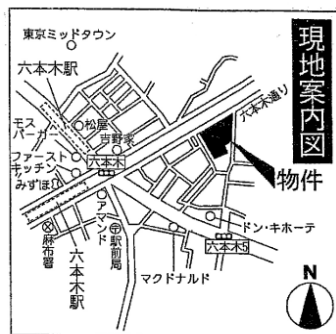 現地案内図
東京ミッドタウン
六本木駅
モス
バーガー
松屋
吉野家
六本木通り
ファースト
キッチン
六本木
みずほ
物件
アマンド
駅前局
麻布署
六本木駅
マクドナルド
ドン・キホーテ
六本木5
N